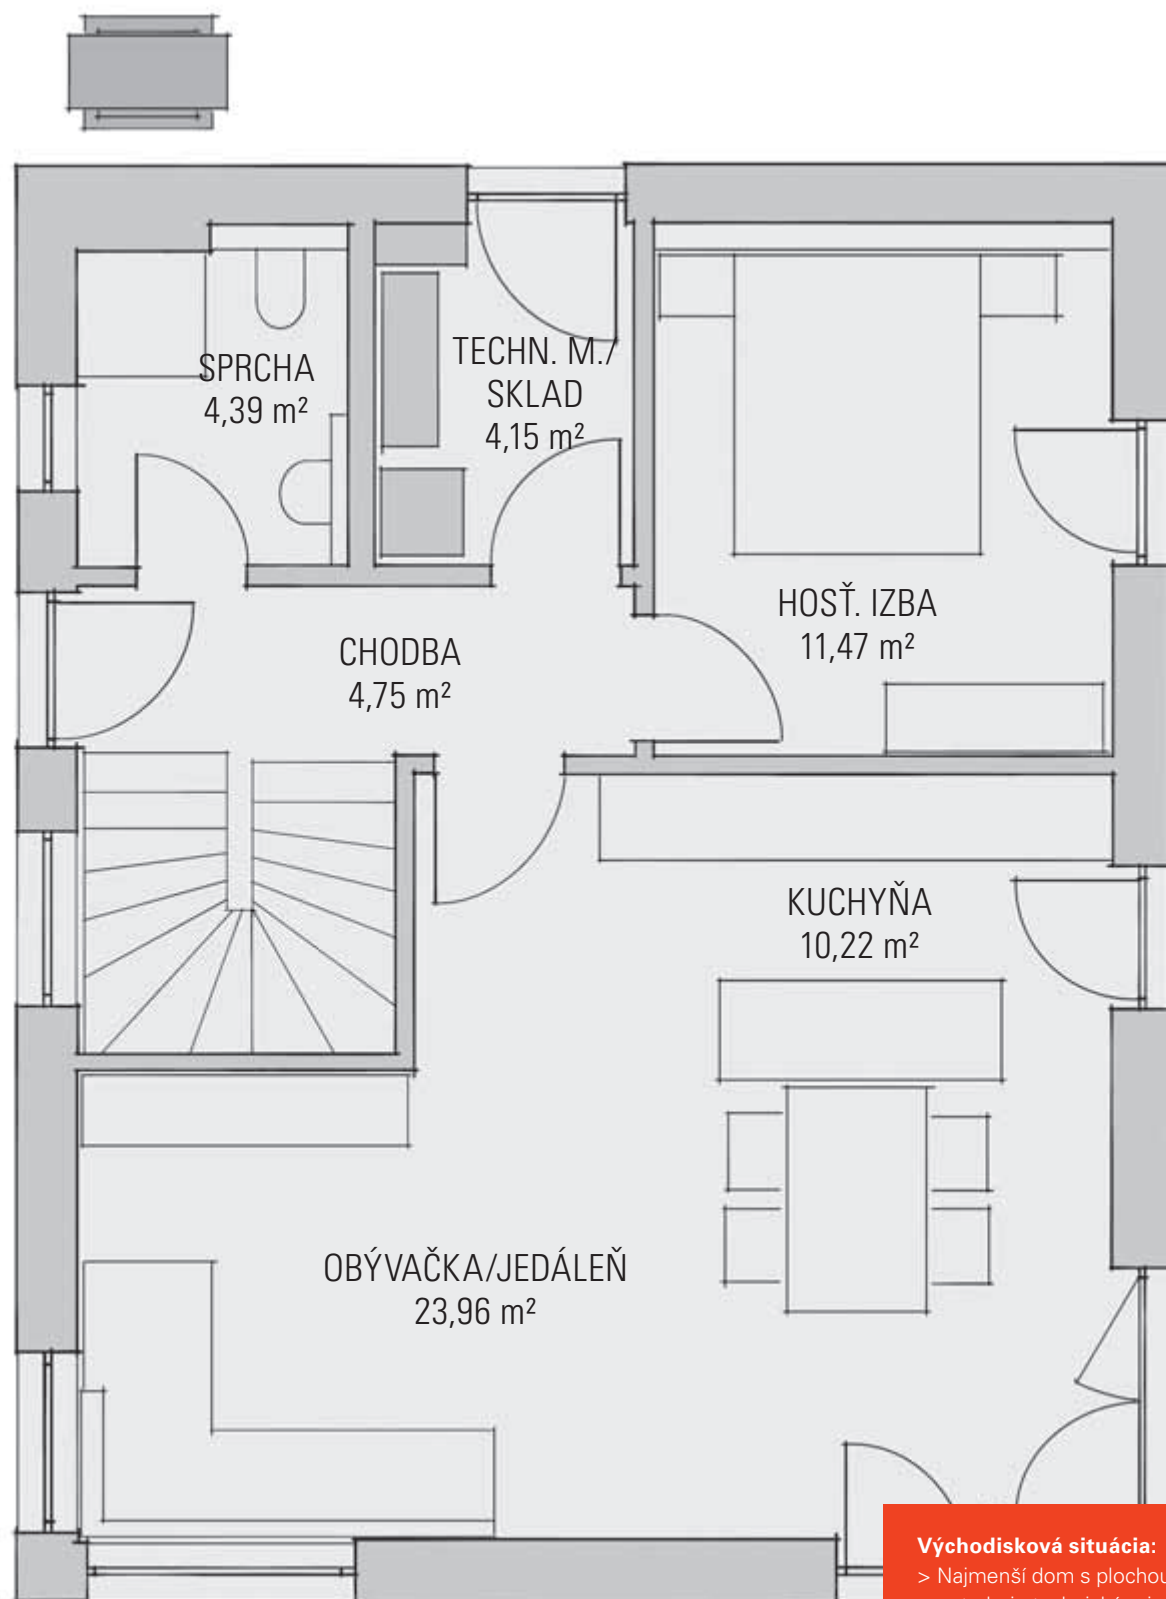 SPRCHA
4,39 m²
TECHN. M./
SKLAD
4,15 m²
HOSŤ. IZBA
11,47 m²
CHODBA
4,75 m²
KUCHYŇA
10,22 m²
OBÝVAČKA/JEDÁLEŇ
23,96 m²
Východisková situácia:
> Najmenší dom s plochou